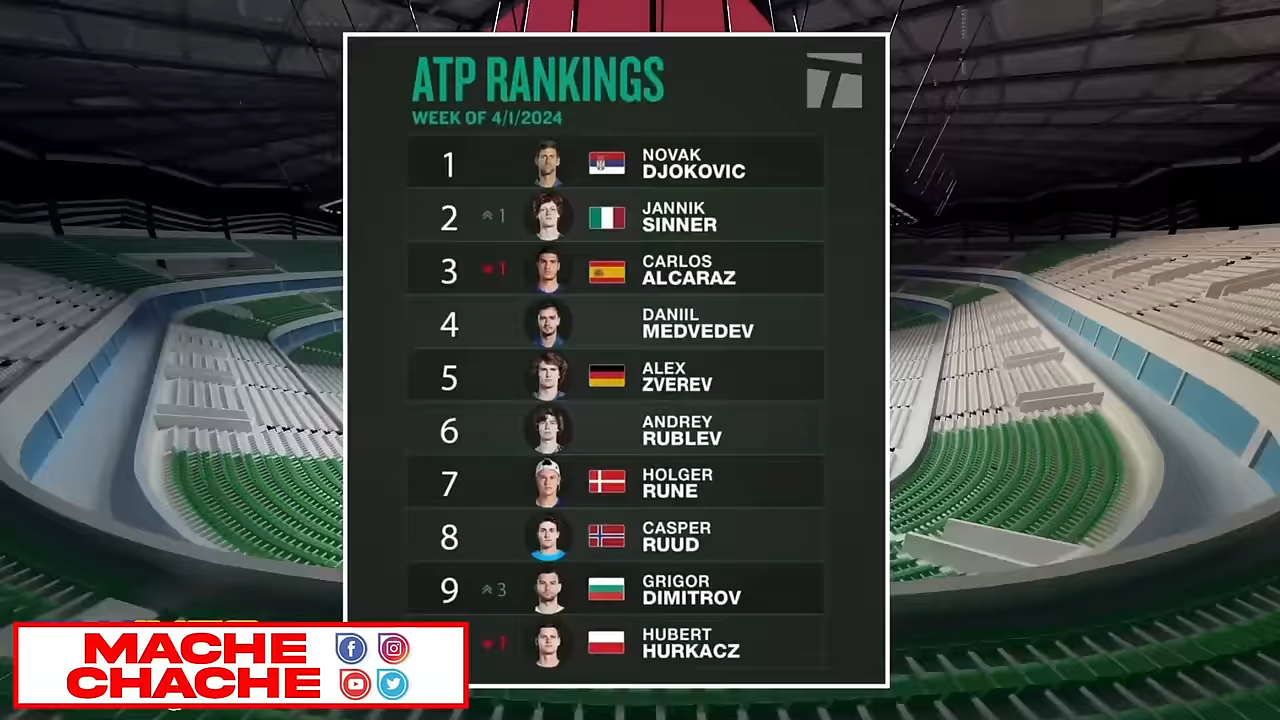 ATP RANKINGS
WEEK OF 4/1/2024
1 NOVAK
DJOKOVIC
2 1 JANNIK
SINNER
3 1 CARLOS
ALCARAZ
4 DANIIL
MEDVEDEV
5 ALEX
ZVEREV
6 ANDREY
RUBLEV
7 HOLGER
RUNE
8 CASPER
RUUD
9 3 GRIGOR
DIMITROV
1 HUBERT
HURKACZ
MACHE
CHACHE